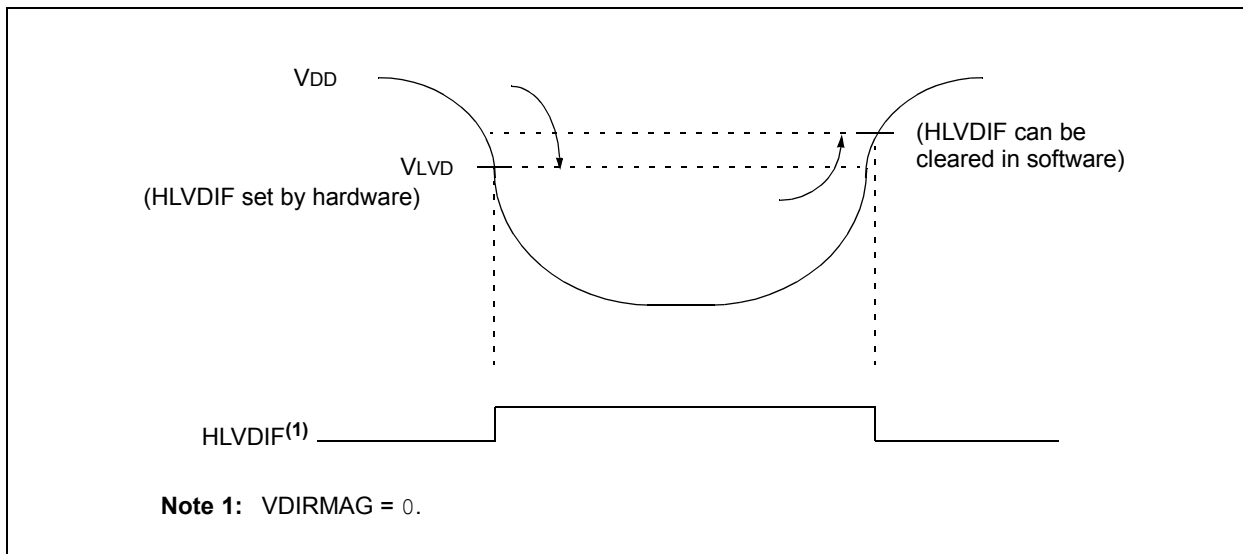 VDD
(HLVDIF can be
cleared in software)
VLVD
(HLVDIF set by hardware)
HLVDIF(1)
Note 1: VDIRMAG = 0.